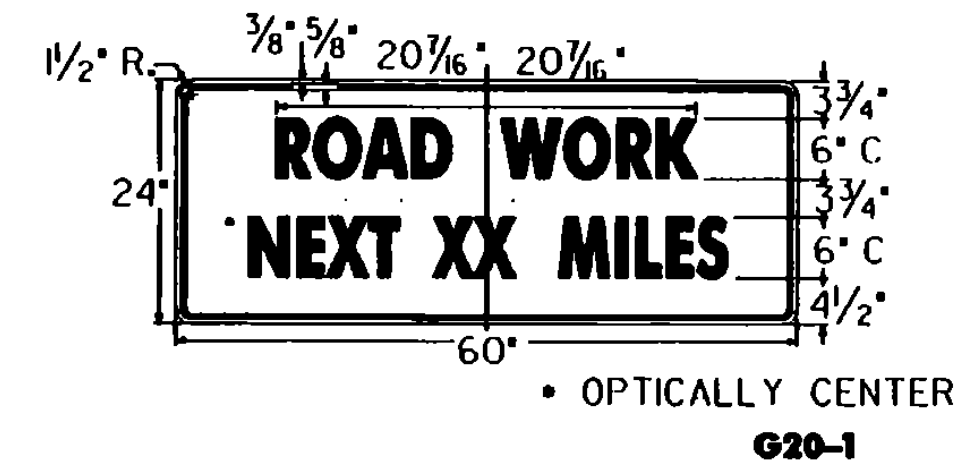 3/8" 5/8" 20 7/16" 20 7/16"
1 1/2" R.
3 3/4"
ROAD WORK
6" C
24"
3 3/4"
• NEXT XX MILES
6" C
4 1/2"
60"
• OPTICALLY CENTER
G20-1